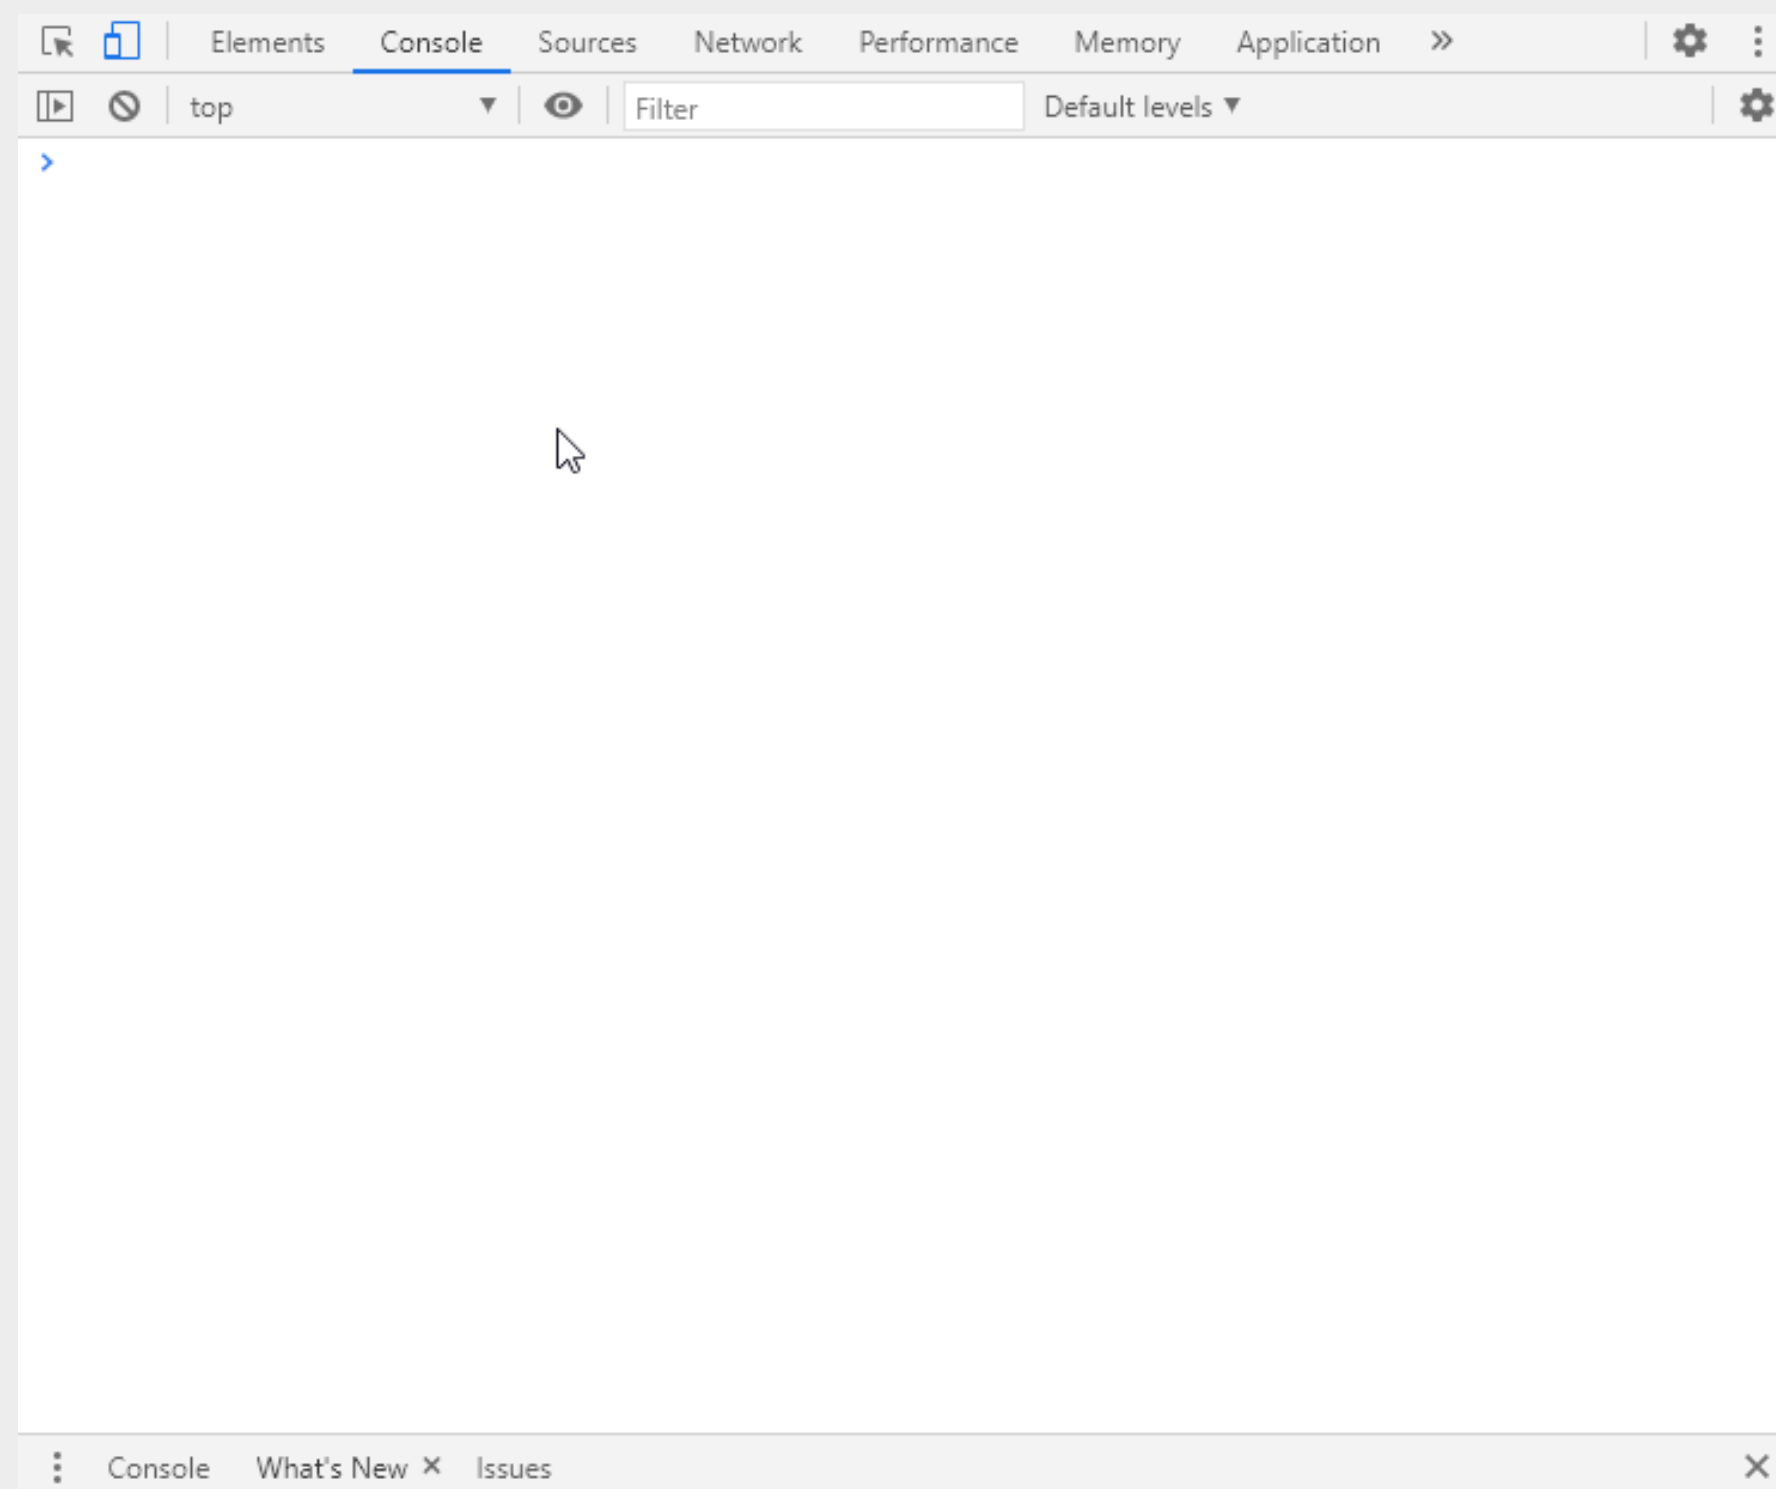 Elements Console Sources Network Performance Memory Application »
top Filter Default levels
>
Console What's New × Issues